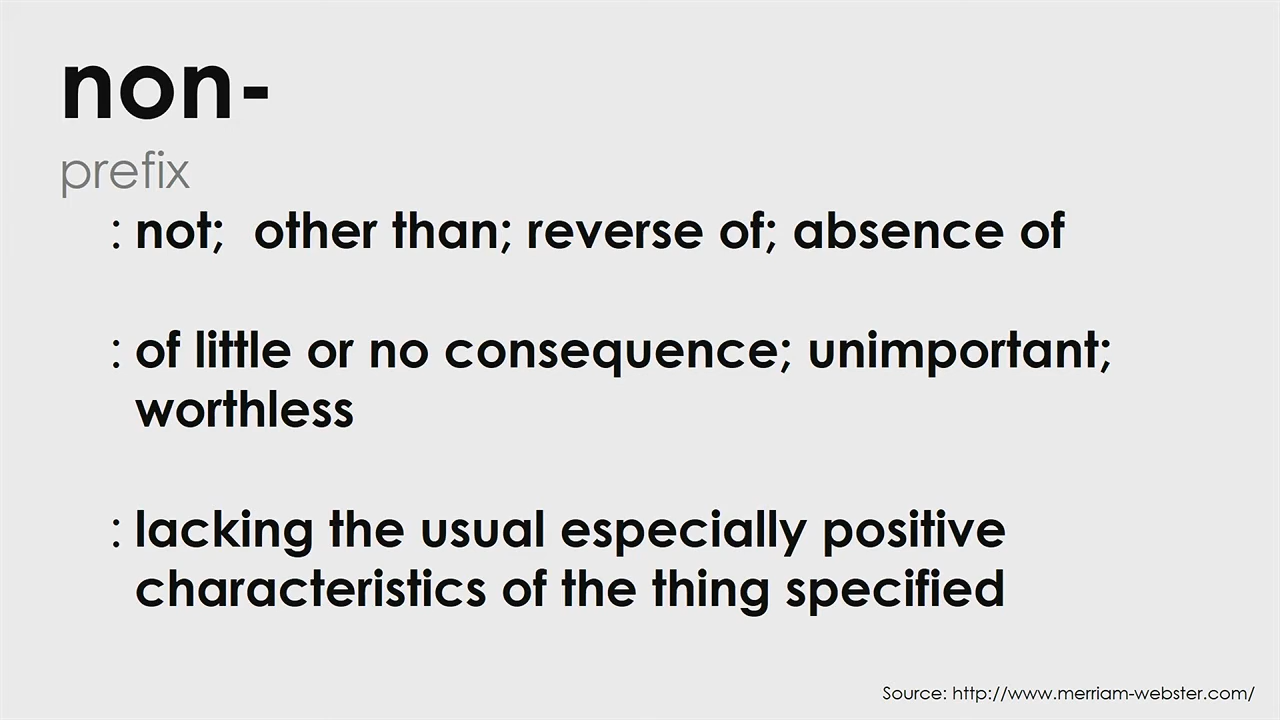 non-
prefix
: not;  other than; reverse of; absence of
: of little or no consequence; unimportant;
worthless
: lacking the usual especially positive
characteristics of the thing specified
Source: http://www.merriam-webster.com/